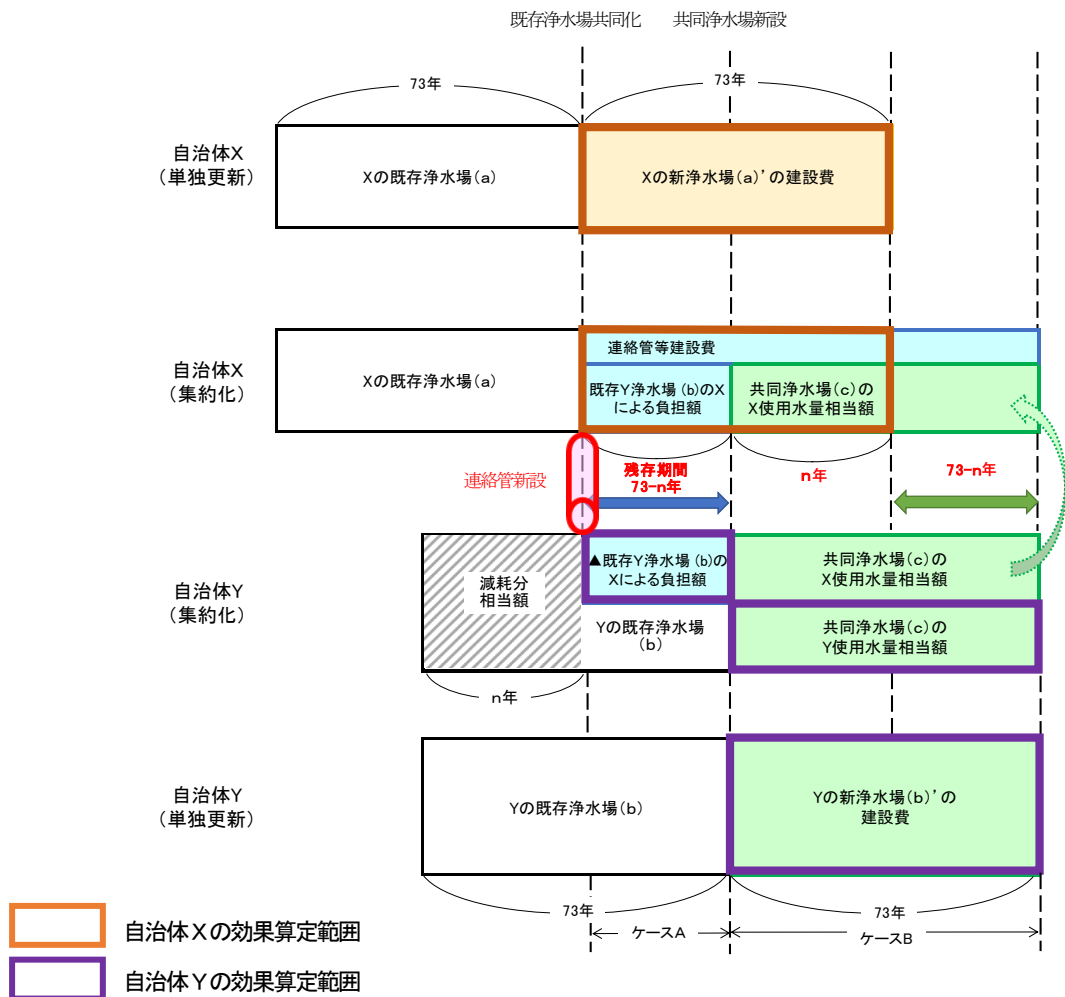 既存浄水場共同化
共同浄水場新設
73年
73年
自治体X
(単独更新)
Xの既存浄水場(a)
Xの新浄水場(a)’の建設費
自治体X
(集約化)
Xの既存浄水場(a)
連絡管等建設費
既存Y浄水場(b)のX
による負担額
共同浄水場(c)の
X使用水量相当額
連絡管新設
残存期間
73-n年
n年
73-n年
自治体Y
(集約化)
減耗分
相当額
▲既存Y浄水場(b)の
Xによる負担額
Yの既存浄水場
(b)
共同浄水場(c)の
X使用水量相当額
共同浄水場(c)の
Y使用水量相当額
n年
自治体Y
(単独更新)
Yの既存浄水場(b)
Yの新浄水場(b)’の
建設費
73年
73年
ケースA
ケースB
自治体Xの効果算定範囲
自治体Yの効果算定範囲